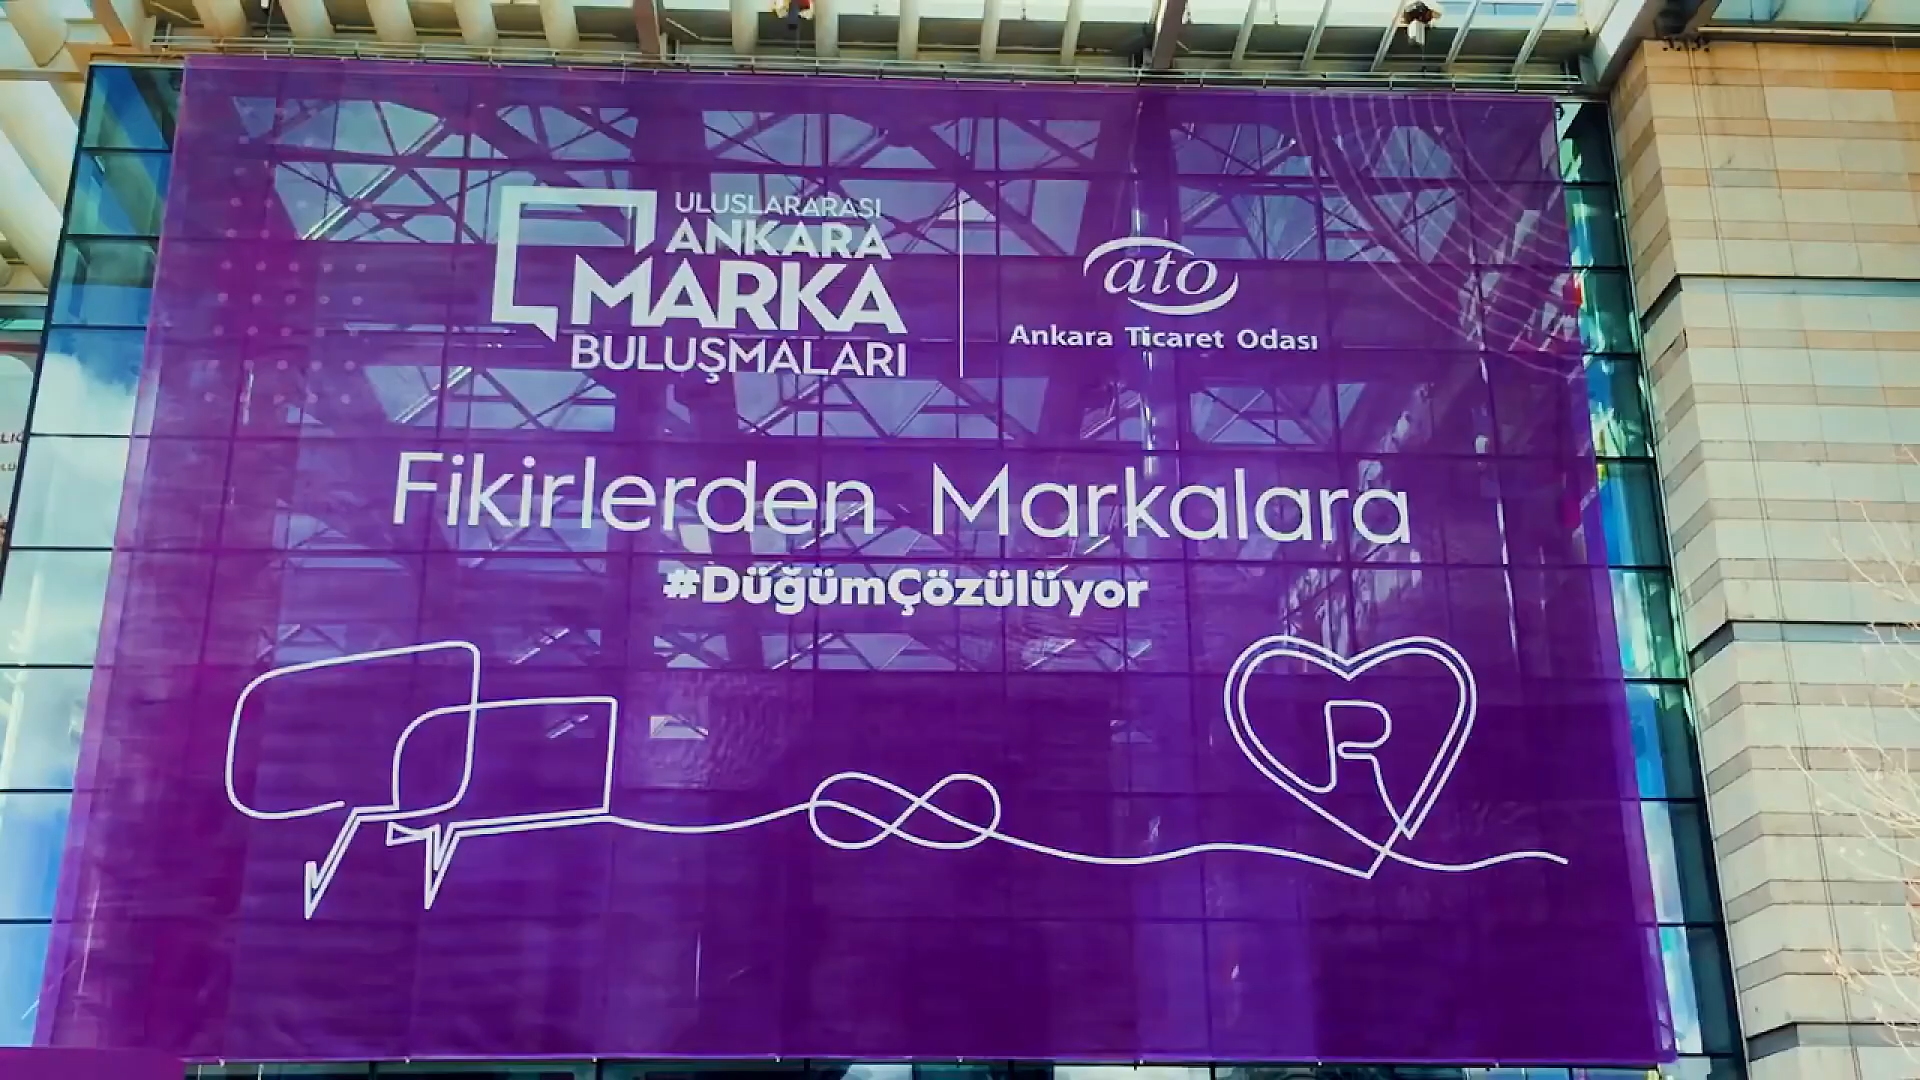 ULUSLARARASI
ANKARA
MARKA
BULUŞMALARI
ato
Ankara Ticaret Odası
Fikirlerden Markalara
#DüğümÇözülüyor
R